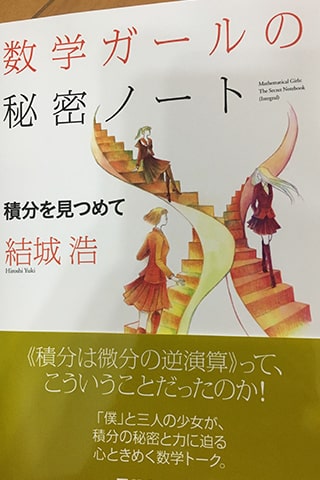 数学ガールの
秘密ノート
Mathematical Girls:
The Secret Notebook
(Integral)
積分を見つめて
結城 浩
Hiroshi Yuki
《積分は微分の逆演算》って、
こういうことだったのか!
「僕」と三人の少女が、
積分の秘密と力に迫る
心ときめく数学トーク。